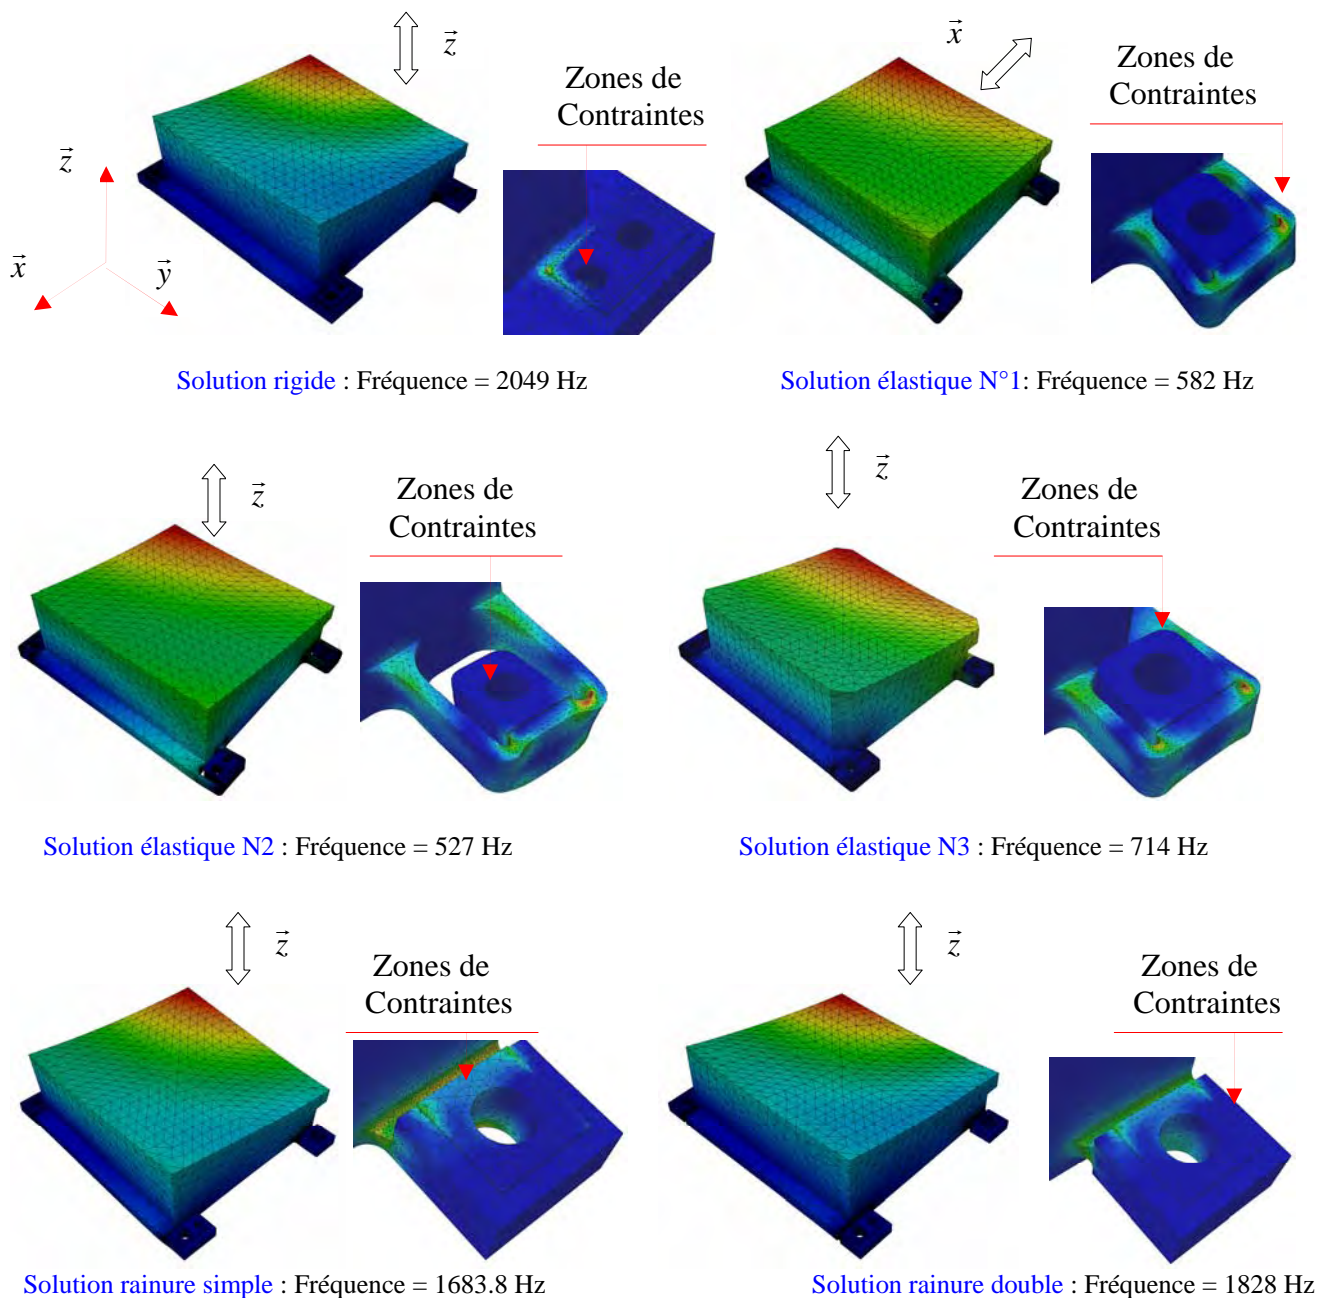 z⃗
x⃗
Zones de
Contraintes
Zones de
Contraintes
z⃗
x⃗
y⃗
Solution rigide : Fréquence = 2049 Hz
Solution élastique N°1: Fréquence = 582 Hz
z⃗
z⃗
Zones de
Contraintes
Zones de
Contraintes
Solution élastique N2 : Fréquence = 527 Hz
Solution élastique N3 : Fréquence = 714 Hz
z⃗
z⃗
Zones de
Contraintes
Zones de
Contraintes
Solution rainure simple : Fréquence = 1683.8 Hz
Solution rainure double : Fréquence = 1828 Hz